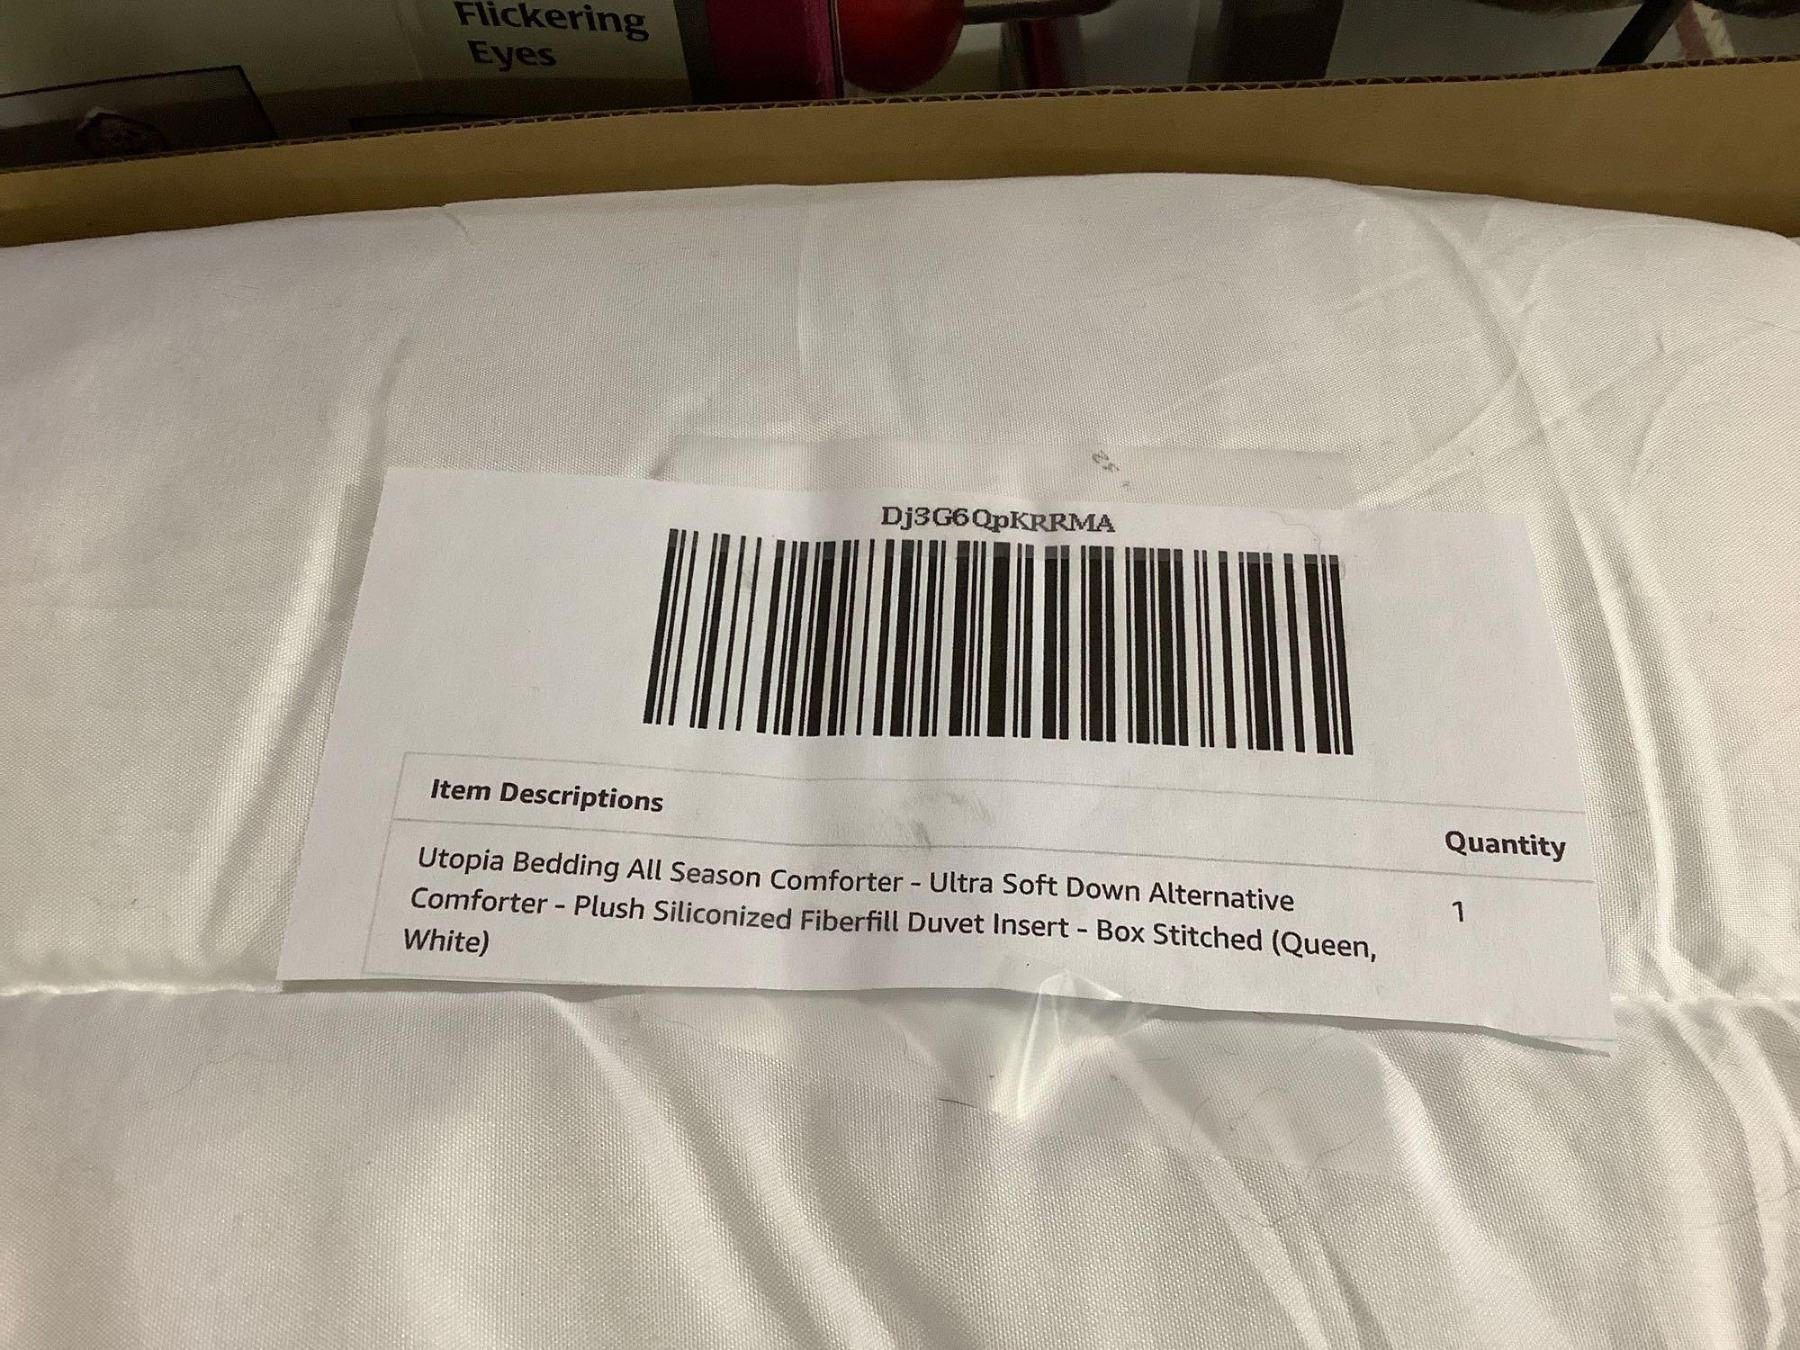 Flickering
Eyes
Dj3G6QpKRRMA
Item Descriptions
Quantity
Utopia Bedding All Season Comforter - Ultra Soft Down Alternative
Comforter - Plush Siliconized Fiberfill Duvet Insert - Box Stitched (Queen,
White)
1